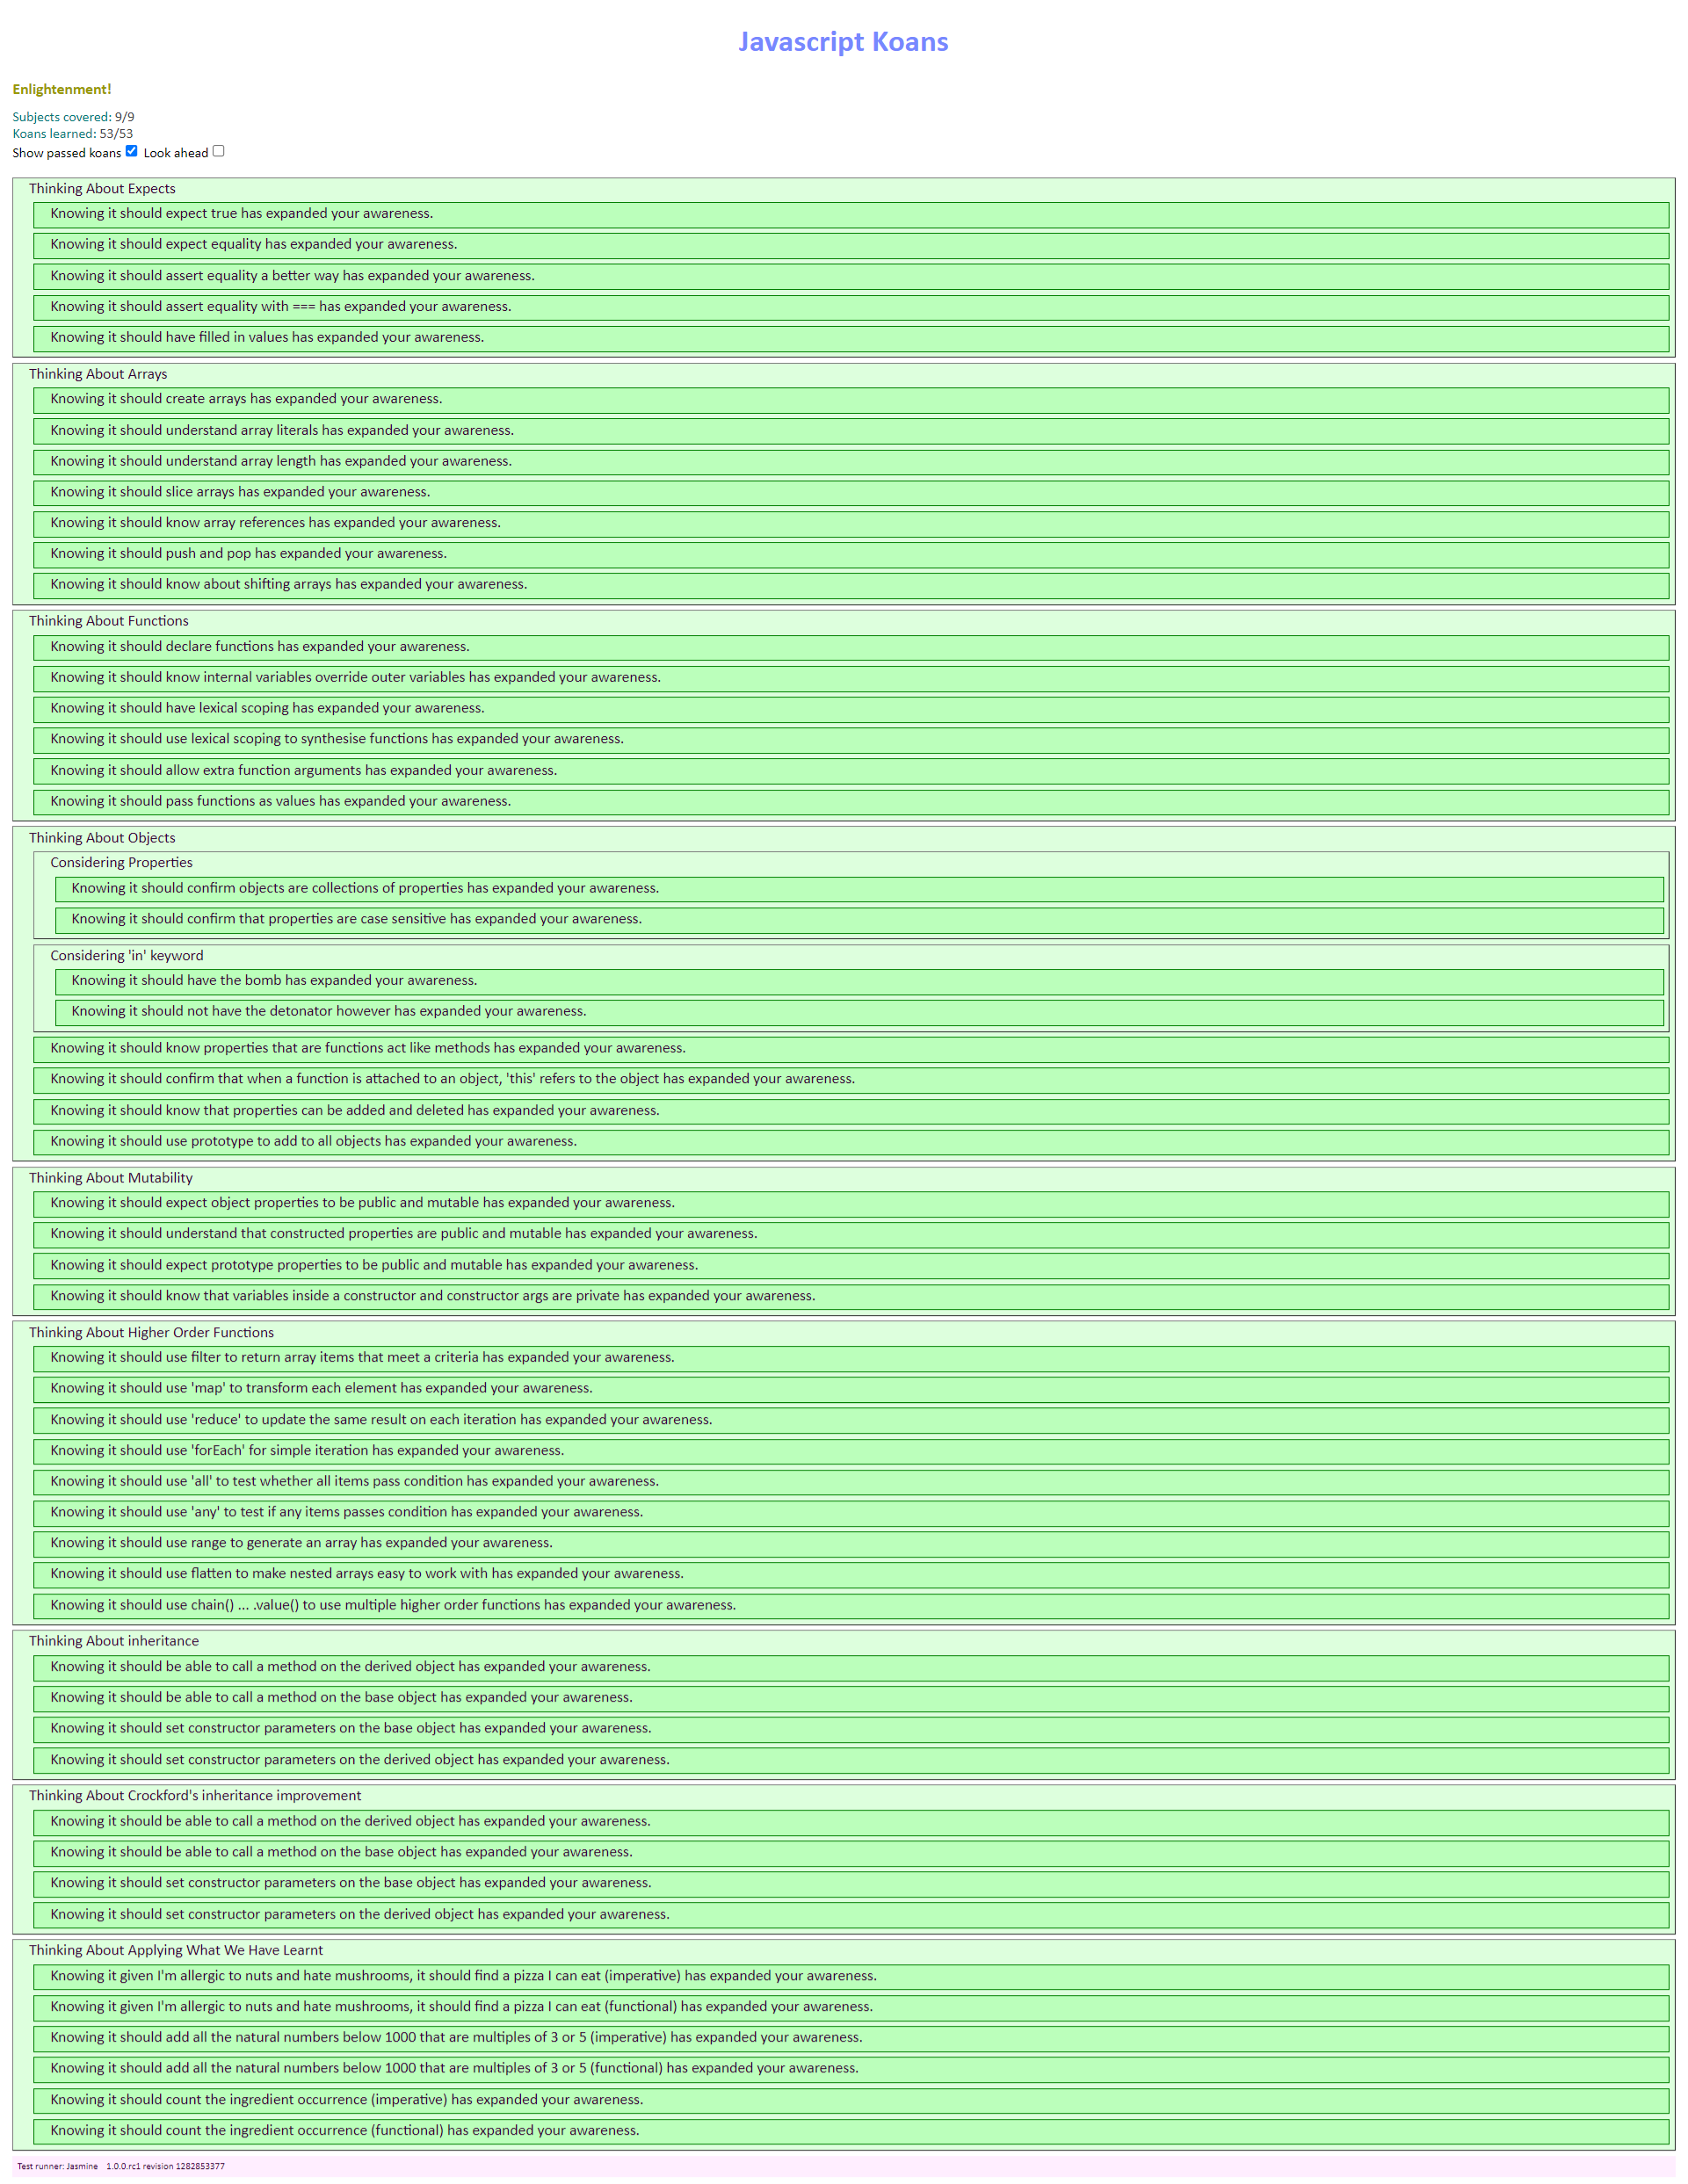 Javascript Koans
Enlightenment!
Subjects covered: 9/9
Koans learned: 53/53
Show passed koans Look ahead
Thinking About Expects
Knowing it should expect true has expanded your awareness.
Knowing it should expect equality has expanded your awareness.
Knowing it should assert equality a better way has expanded your awareness.
Knowing it should assert equality with === has expanded your awareness.
Knowing it should have filled in values has expanded your awareness.
Thinking About Arrays
Knowing it should create arrays has expanded your awareness.
Knowing it should understand array literals has expanded your awareness.
Knowing it should understand array length has expanded your awareness.
Knowing it should slice arrays has expanded your awareness.
Knowing it should know array references has expanded your awareness.
Knowing it should push and pop has expanded your awareness.
Knowing it should know about shifting arrays has expanded your awareness.
Thinking About Functions
Knowing it should declare functions has expanded your awareness.
Knowing it should know internal variables override outer variables has expanded your awareness.
Knowing it should have lexical scoping has expanded your awareness.
Knowing it should use lexical scoping to synthesise functions has expanded your awareness.
Knowing it should allow extra function arguments has expanded your awareness.
Knowing it should pass functions as values has expanded your awareness.
Thinking About Objects
Considering Properties
Knowing it should confirm objects are collections of properties has expanded your awareness.
Knowing it should confirm that properties are case sensitive has expanded your awareness.
Considering 'in' keyword
Knowing it should have the bomb has expanded your awareness.
Knowing it should not have the detonator however has expanded your awareness.
Knowing it should know properties that are functions act like methods has expanded your awareness.
Knowing it should confirm that when a function is attached to an object, 'this' refers to the object has expanded your awareness.
Knowing it should know that properties can be added and deleted has expanded your awareness.
Knowing it should use prototype to add to all objects has expanded your awareness.
Thinking About Mutability
Knowing it should expect object properties to be public and mutable has expanded your awareness.
Knowing it should understand that constructed properties are public and mutable has expanded your awareness.
Knowing it should expect prototype properties to be public and mutable has expanded your awareness.
Knowing it should know that variables inside a constructor and constructor args are private has expanded your awareness.
Thinking About Higher Order Functions
Knowing it should use filter to return array items that meet a criteria has expanded your awareness.
Knowing it should use 'map' to transform each element has expanded your awareness.
Knowing it should use 'reduce' to update the same result on each iteration has expanded your awareness.
Knowing it should use 'forEach' for simple iteration has expanded your awareness.
Knowing it should use 'all' to test whether all items pass condition has expanded your awareness.
Knowing it should use 'any' to test if any items passes condition has expanded your awareness.
Knowing it should use range to generate an array has expanded your awareness.
Knowing it should use flatten to make nested arrays easy to work with has expanded your awareness.
Knowing it should use chain() ... .value() to use multiple higher order functions has expanded your awareness.
Thinking About inheritance
Knowing it should be able to call a method on the derived object has expanded your awareness.
Knowing it should be able to call a method on the base object has expanded your awareness.
Knowing it should set constructor parameters on the base object has expanded your awareness.
Knowing it should set constructor parameters on the derived object has expanded your awareness.
Thinking About Crockford's inheritance improvement
Knowing it should be able to call a method on the derived object has expanded your awareness.
Knowing it should be able to call a method on the base object has expanded your awareness.
Knowing it should set constructor parameters on the base object has expanded your awareness.
Knowing it should set constructor parameters on the derived object has expanded your awareness.
Thinking About Applying What We Have Learnt
Knowing it given I'm allergic to nuts and hate mushrooms, it should find a pizza I can eat (imperative) has expanded your awareness.
Knowing it given I'm allergic to nuts and hate mushrooms, it should find a pizza I can eat (functional) has expanded your awareness.
Knowing it should add all the natural numbers below 1000 that are multiples of 3 or 5 (imperative) has expanded your awareness.
Knowing it should add all the natural numbers below 1000 that are multiples of 3 or 5 (functional) has expanded your awareness.
Knowing it should count the ingredient occurrence (imperative) has expanded your awareness.
Knowing it should count the ingredient occurrence (functional) has expanded your awareness.
Test runner: Jasmine 1.0.0.rc1 revision 1282853377